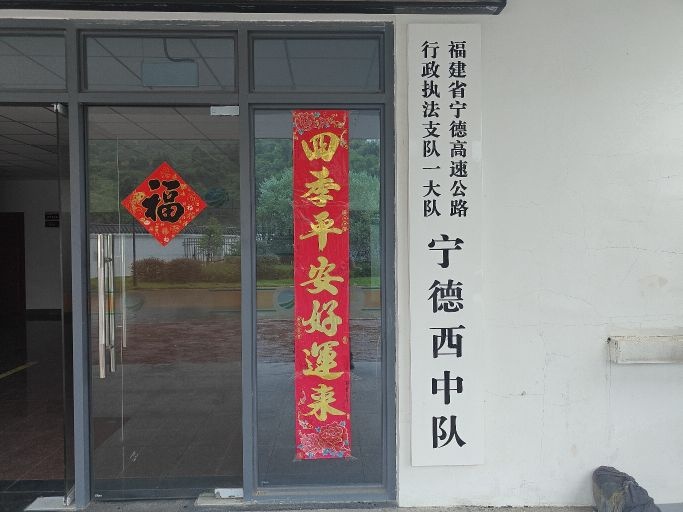 福建省宁德高速公路
行政执法支队一大队
宁德西中队
四季平安好運来
福